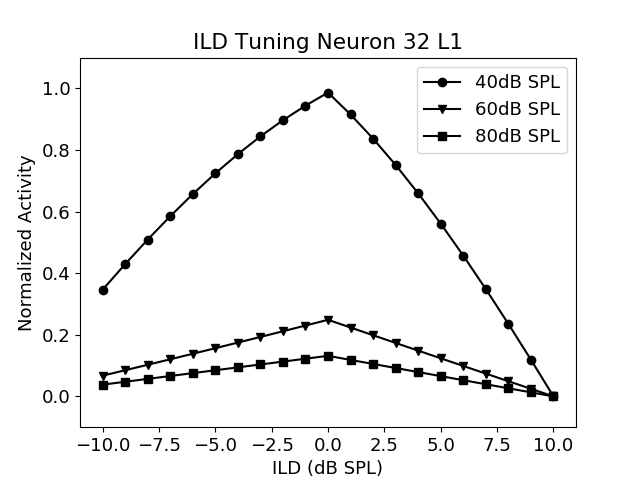 ILD Tuning Neuron 32 L1
40dB SPL
60dB SPL
80dB SPL
Normalized Activity
1.0
0.8
0.6
0.4
0.2
0.0
−10.0 −7.5 −5.0 −2.5 0.0 2.5 5.0 7.5 10.0
ILD (dB SPL)